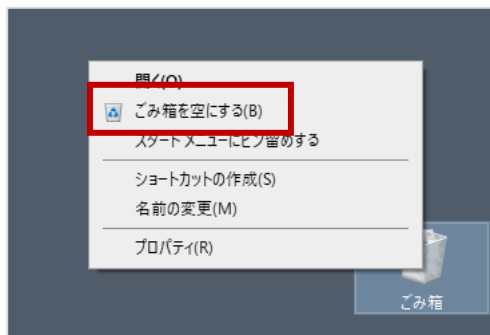 開く(O)
ごみ箱を空にする(B)
スタート メニューにピン留めする
ショートカットの作成(S)
名前の変更(M)
プロパティ(R)
ごみ箱